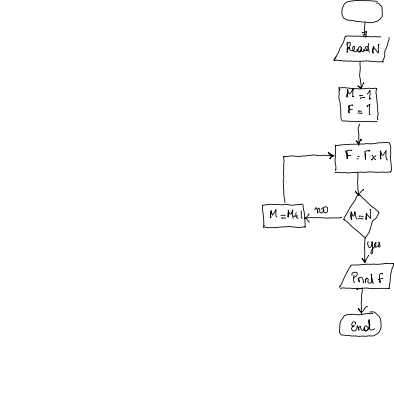 Read N
M = 1
F = 1
F = F x M
M = N
no
M = M+1
yes
Print F
End